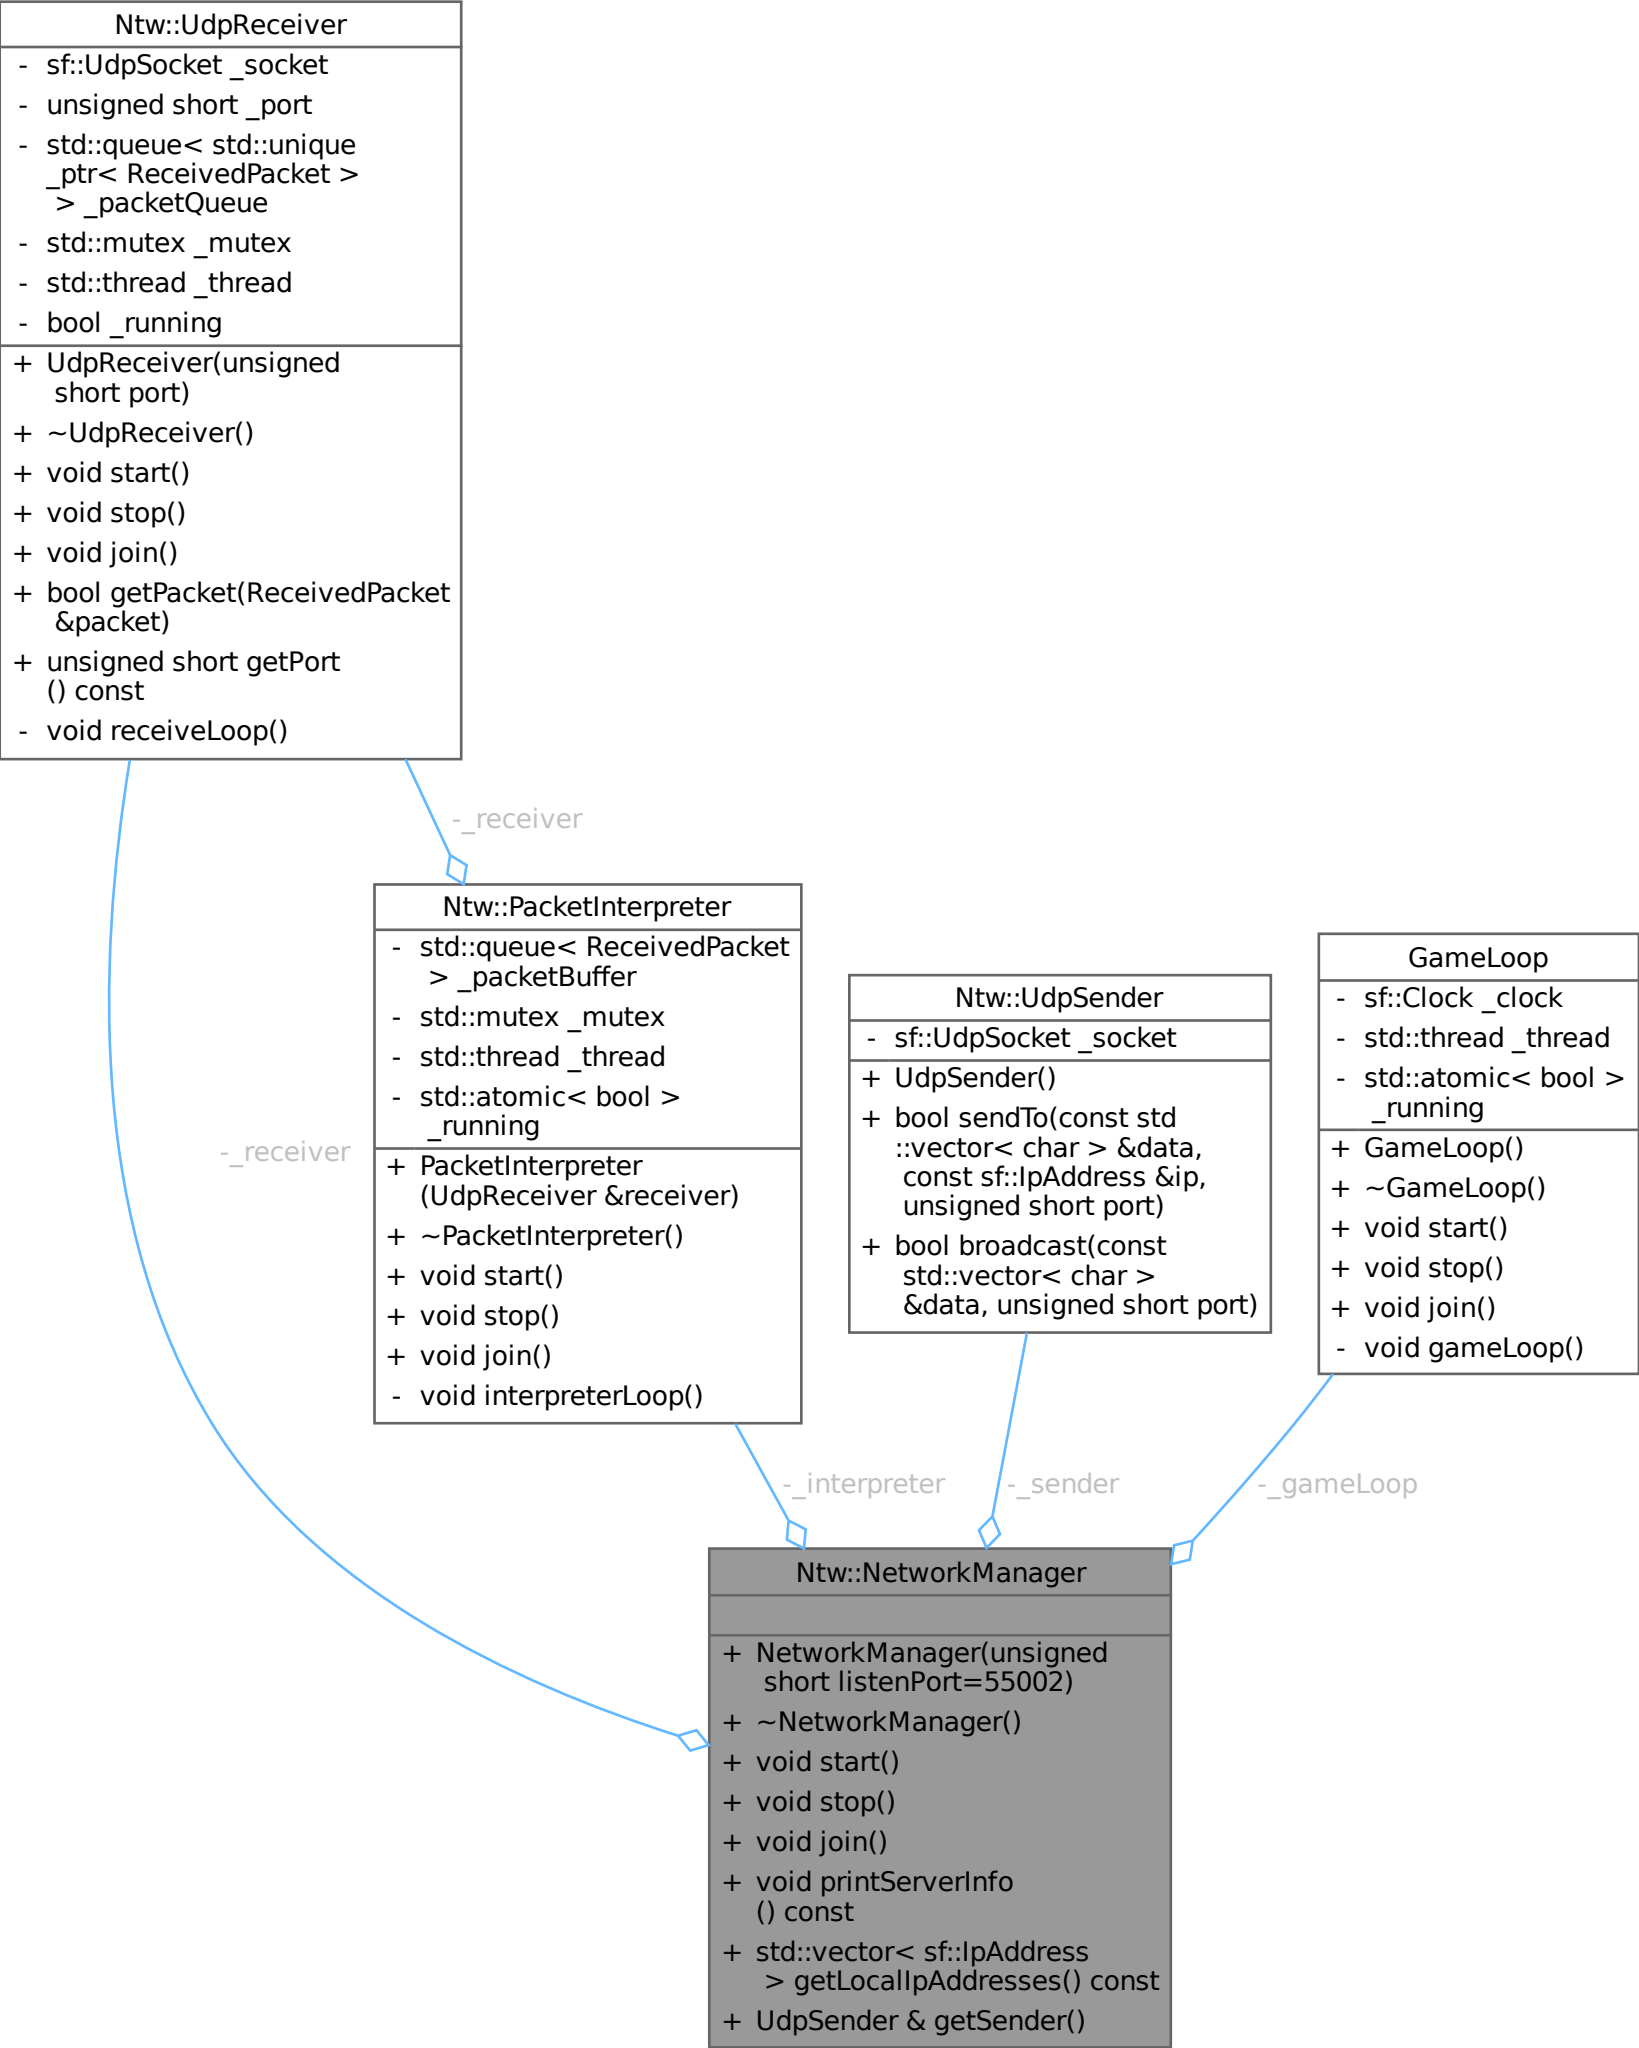 Ntw::UdpReceiver
- sf::UdpSocket _socket
- unsigned short _port
- std::queue< std::unique
_ptr< ReceivedPacket >
> _packetQueue
- std::mutex _mutex
- std::thread _thread
- bool _running
+ UdpReceiver(unsigned
short port)
+ ~UdpReceiver()
+ void start()
+ void stop()
+ void join()
+ bool getPacket(ReceivedPacket
&packet)
+ unsigned short getPort
() const
- void receiveLoop()
-_receiver
-_receiver
Ntw::PacketInterpreter
- std::queue< ReceivedPacket
> _packetBuffer
- std::mutex _mutex
- std::thread _thread
- std::atomic< bool >
_running
+ PacketInterpreter
(UdpReceiver &receiver)
+ ~PacketInterpreter()
+ void start()
+ void stop()
+ void join()
- void interpreterLoop()
Ntw::UdpSender
- sf::UdpSocket _socket
+ UdpSender()
+ bool sendTo(const std
::vector< char > &data,
const sf::IpAddress &ip,
unsigned short port)
+ bool broadcast(const
std::vector< char >
&data, unsigned short port)
GameLoop
- sf::Clock _clock
- std::thread _thread
- std::atomic< bool >
_running
+ GameLoop()
+ ~GameLoop()
+ void start()
+ void stop()
+ void join()
- void gameLoop()
-_interpreter
-_sender
-_gameLoop
Ntw::NetworkManager
+ NetworkManager(unsigned
short listenPort=55002)
+ ~NetworkManager()
+ void start()
+ void stop()
+ void join()
+ void printServerInfo
() const
+ std::vector< sf::IpAddress
> getLocalIpAddresses() const
+ UdpSender & getSender()